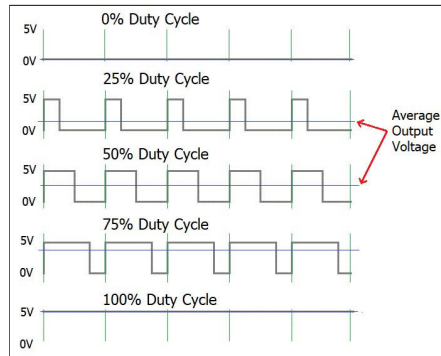 0% Duty Cycle
5V
0V
25% Duty Cycle
5V
0V
Average
Output
Voltage
50% Duty Cycle
5V
0V
75% Duty Cycle
5V
0V
100% Duty Cycle
5V
0V